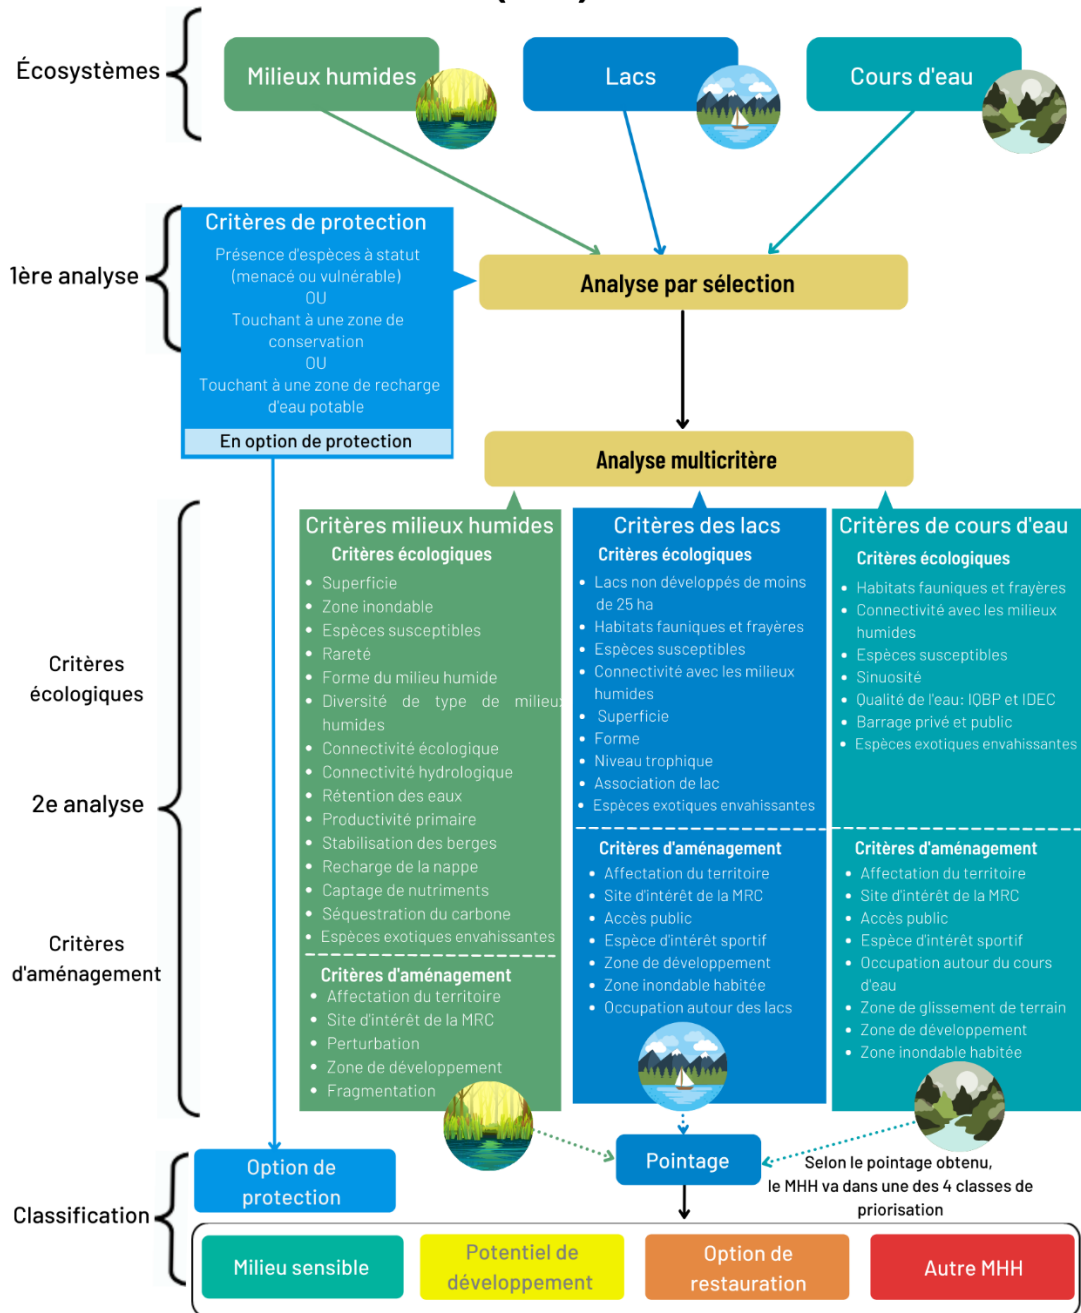 Écosystèmes
Milieux humides
Lacs
Cours d'eau
1ère analyse
Critères de protection
Présence d'espèces à statut
(menacé ou vulnérable)
OU
Touchant à une zone de
conservation
OU
Touchant à une zone de recharge
d'eau potable
En option de protection
Analyse par sélection
Analyse multicritère
Critères
écologiques
2e analyse
Critères
d'aménagement
Critères milieux humides
Critères écologiques
• Superficie
• Zone inondable
• Espèces susceptibles
• Rareté
• Forme du milieu humide
• Diversité de type de milieux
humides
• Connectivité écologique
• Connectivité hydrologique
• Rétention des eaux
• Productivité primaire
• Stabilisation des berges
• Recharge de la nappe
• Captage de nutriments
• Séquestration du carbone
• Espèces exotiques envahissantes
Critères d'aménagement
• Affectation du territoire
• Site d'intérêt de la MRC
• Perturbation
• Zone de développement
• Fragmentation
Critères des lacs
Critères écologiques
• Lacs non développés de moins
de 25 ha
• Habitats fauniques et frayères
• Espèces susceptibles
• Connectivité avec les milieux
humides
• Superficie
• Forme
• Niveau trophique
• Association de lac
• Espèces exotiques envahissantes
Critères d'aménagement
• Affectation du territoire
• Site d'intérêt de la MRC
• Accès public
• Espèce d'intérêt sportif
• Zone de développement
• Zone inondable habitée
• Occupation autour des lacs
Critères de cours d'eau
Critères écologiques
• Habitats fauniques et frayères
• Connectivité avec les milieux
humides
• Espèces susceptibles
• Sinuosité
• Qualité de l'eau: IQBP et IDEC
• Barrage privé et public
• Espèces exotiques envahissantes
Critères d'aménagement
• Affectation du territoire
• Site d'intérêt de la MRC
• Accès public
• Espèce d'intérêt sportif
• Occupation autour du cours
d'eau
• Zone de glissement de terrain
• Zone de développement
• Zone inondable habitée
Classification
Option de
protection
Pointage
Selon le pointage obtenu,
le MHH va dans une des 4 classes de
priorisation
Milieu sensible
Potentiel de
développement
Option de
restauration
Autre MHH